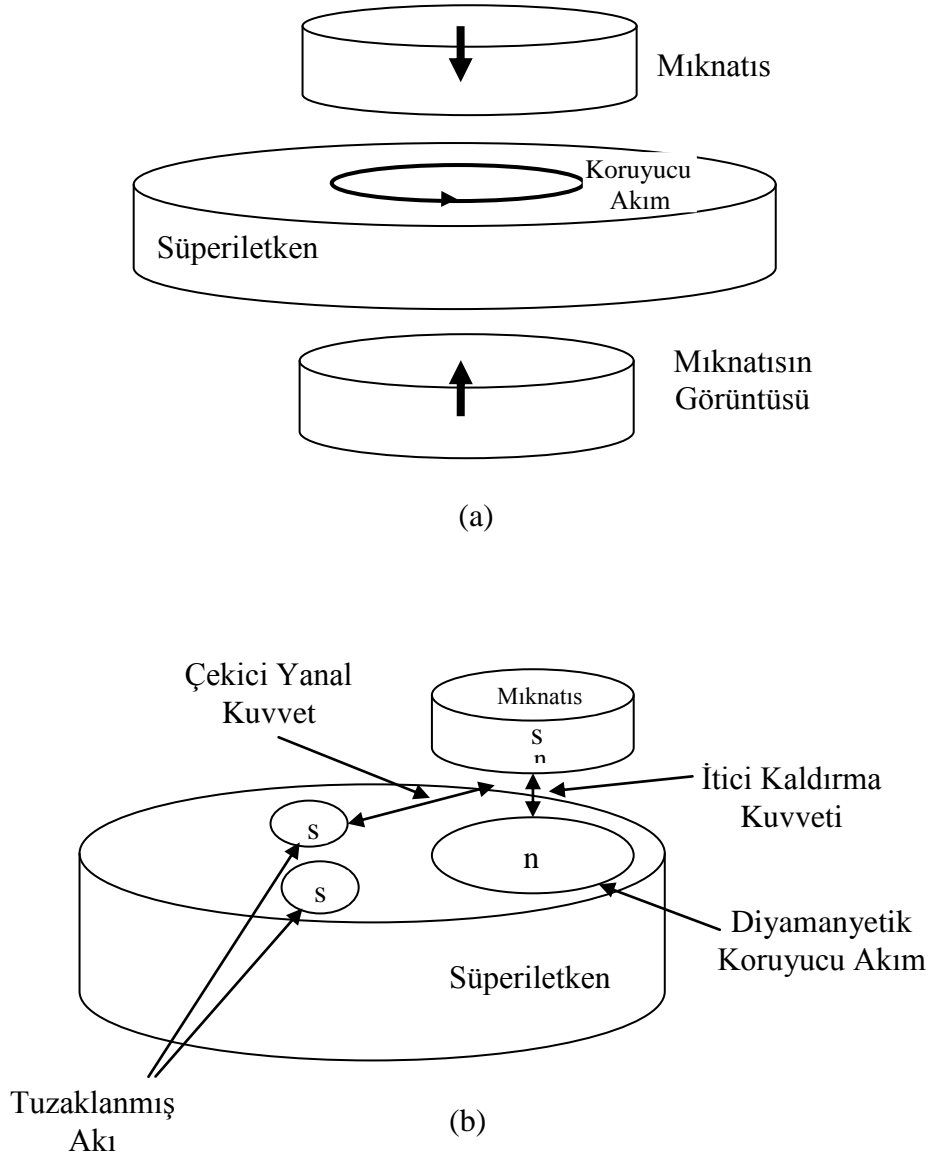 Mıknatıs
Koruyucu
Akım
Süperiletken
Mıknatısın
Görüntüsü
(a)
Çekici Yanal
Kuvvet
Mıknatıs
s
n
İtici Kaldırma
Kuvveti
s
n
s
Diyamanyetik
Koruyucu Akım
Süperiletken
Tuzaklanmış
Akı
(b)